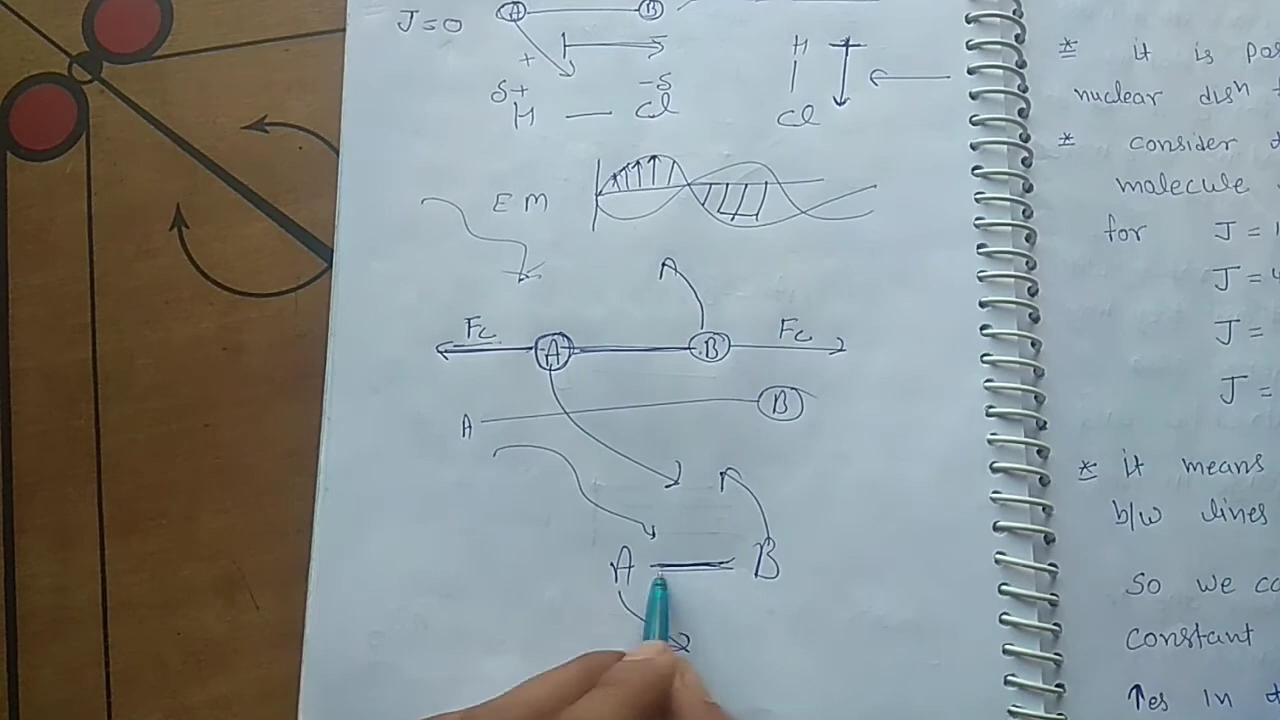 J=0 A B
+
δ+ -δ
H — Cl
H
|
Cl
EM
A
Fc A B Fc
A B
A B
* it is
nuclear dis^n
* consider
molecule
for J =
J =
J =
J =
* it means
b/w lines
So we
constant
↑es in